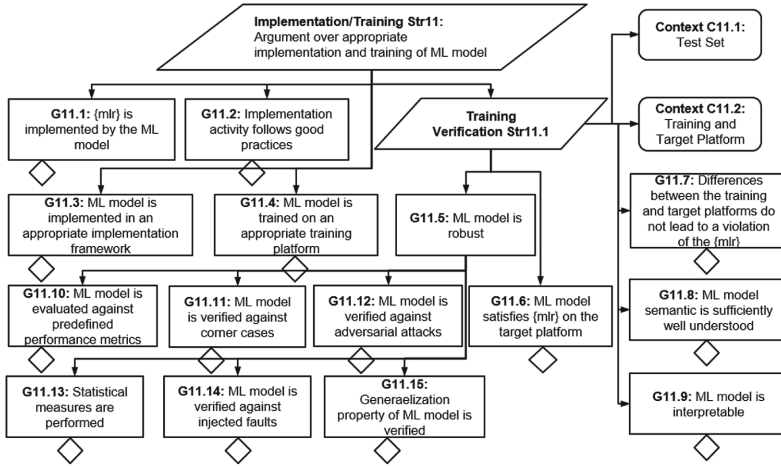 Implementation/Training Str11:
Argument over appropriate
implementation and training of ML model
Context C11.1:
Test Set
G11.1: {mlr} is
implemented by the ML
model
G11.2: Implementation
activity follows good
practices
Training
Verification Str11.1
Context C11.2:
Training and
Target Platform
G11.3: ML model is
implemented in an
appropriate implementation
framework
G11.4: ML model is
trained on an
appropriate training
platform
G11.5: ML model is
robust
G11.7: Differences
between the training
and target platforms do
not lead to a violation
of the {mlr}
G11.10: ML model is
evaluated against
predefined
performance metrics
G11.11: ML model
is verified against
corner cases
G11.12: ML model is
verified against
adversarial attacks
G11.6: ML model
satisfies {mlr} on the
target platform
G11.8: ML model
semantic is sufficiently
well understood
G11.13: Statistical
measures are
performed
G11.14: ML model is
verified against
injected faults
G11.15:
Generaelization
property of ML model is
verified
G11.9: ML model is
interpretable